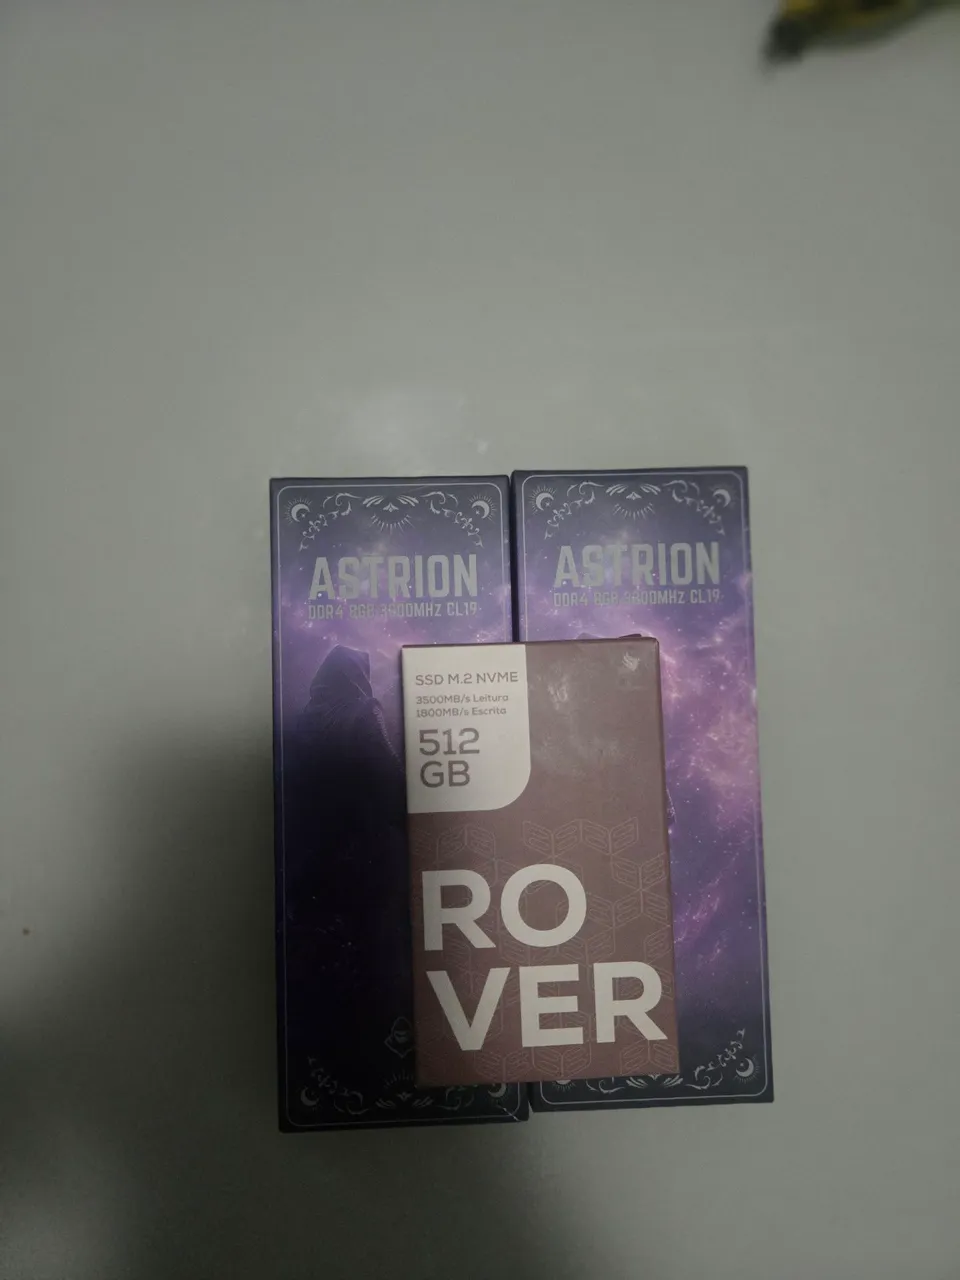 ASTRION
DDR4 RGB 3600MHz CL19
ASTRION
DDR4 RGB 3600MHz CL19
SSD M.2 NVME
3500MB/s Leitura
1800MB/s Escrita
512
GB
RO
VER